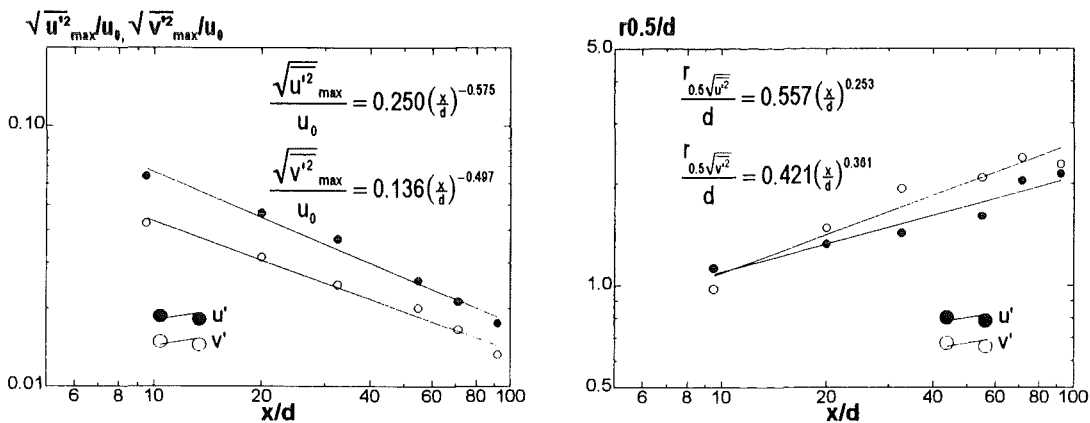 √u'²max/u₀, √v'²max/u₀
√u'²max/u₀ = 0.250(x/d)^-0.575
√v'²max/u₀ = 0.136(x/d)^-0.497
0.10
0.01
u'
v'
6 8 10 20 40 60 80 100
x/d
r0.5/d
5.0
r0.5√u'²/d = 0.557(x/d)^0.253
r0.5√v'²/d = 0.421(x/d)^0.361
1.0
0.5
u'
v'
6 8 10 20 40 60 80 100
x/d